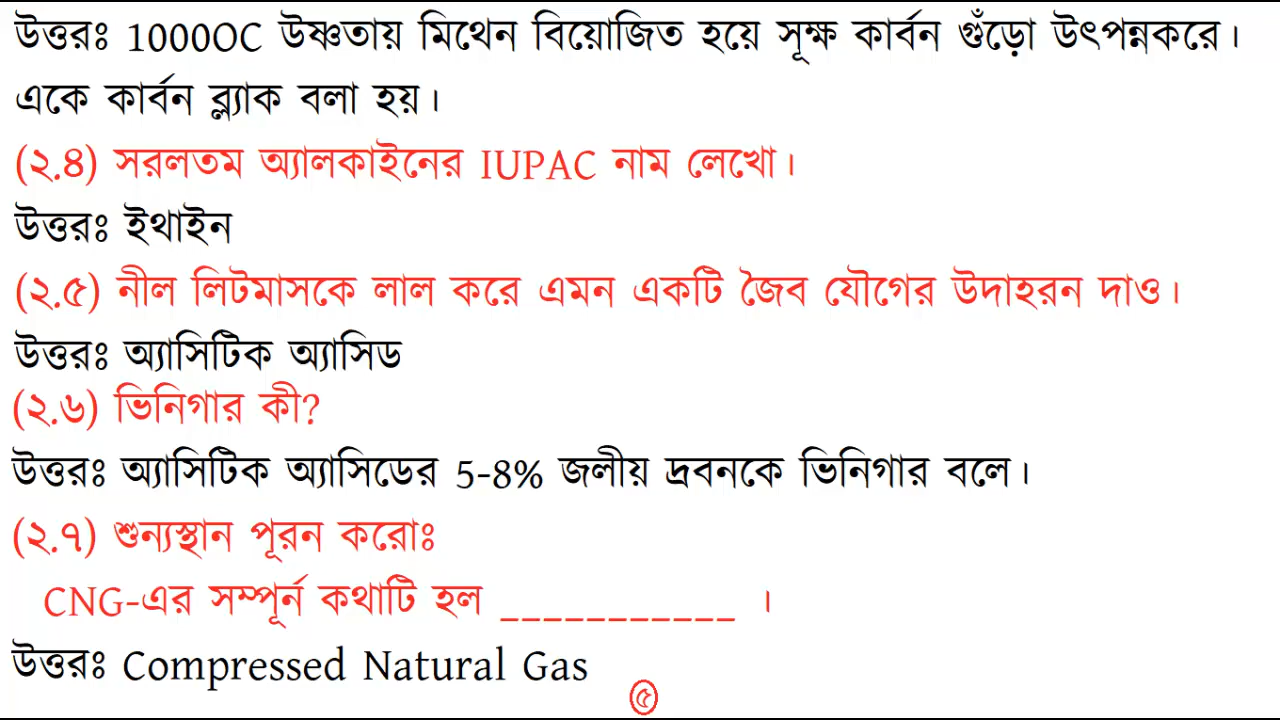 উত্তরঃ 1000OC উষ্ণতায় মিথেন বিয়োজিত হয়ে সূক্ষ কার্বন গুঁড়ো উৎপন্নকরে।
একে কার্বন ব্ল্যাক বলা হয়।
(২.৪) সরলতম অ্যালকাইনের IUPAC নাম লেখো।
উত্তরঃ ইথাইন
(২.৫) নীল লিটমাসকে লাল করে এমন একটি জৈব যৌগের উদাহরন দাও।
উত্তরঃ অ্যাসিটিক অ্যাসিড
(২.৬) ভিনিগার কী?
উত্তরঃ অ্যাসিটিক অ্যাসিডের 5-8% জলীয় দ্রবনকে ভিনিগার বলে।
(২.৭) শুন্যস্থান পূরন করোঃ
CNG-এর সম্পূর্ন কথাটি হল ___________ ।
উত্তরঃ Compressed Natural Gas
৫